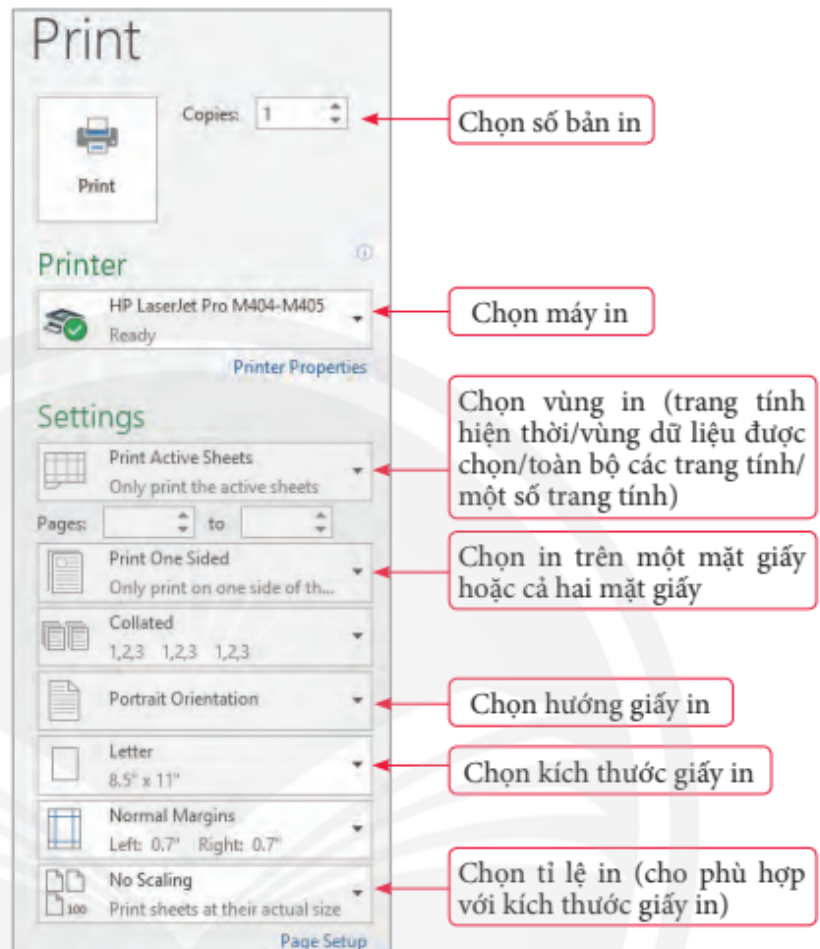 Print
Copies: 1
Chọn số bản in
Print
Printer
HP LaserJet Pro M404-M405
Ready
Chọn máy in
Printer Properties
Settings
Print Active Sheets
Only print the active sheets
Chọn vùng in (trang tính
hiện thời/vùng dữ liệu được
chọn/toàn bộ các trang tính/
một số trang tính)
Pages: to
Print One Sided
Only print on one side of th...
Chọn in trên một mặt giấy
hoặc cả hai mặt giấy
Collated
1,2,3 1,2,3 1,2,3
Portrait Orientation
Chọn hướng giấy in
Letter
8.5" x 11"
Chọn kích thước giấy in
Normal Margins
Left: 0.7" Right: 0.7"
No Scaling
Print sheets at their actual size
100
Chọn tỉ lệ in (cho phù hợp
với kích thước giấy in)
Page Setup